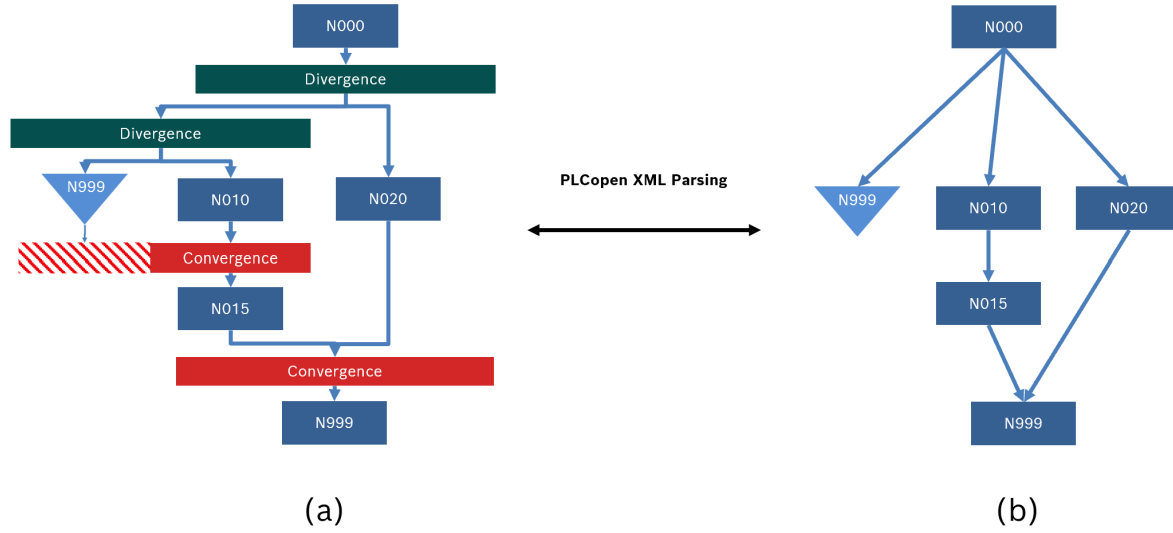 N000
Divergence
Divergence
N999
N010
N020
Convergence
N015
Convergence
N999
(a)
PLCopen XML Parsing
N000
N999
N010
N020
N015
N999
(b)